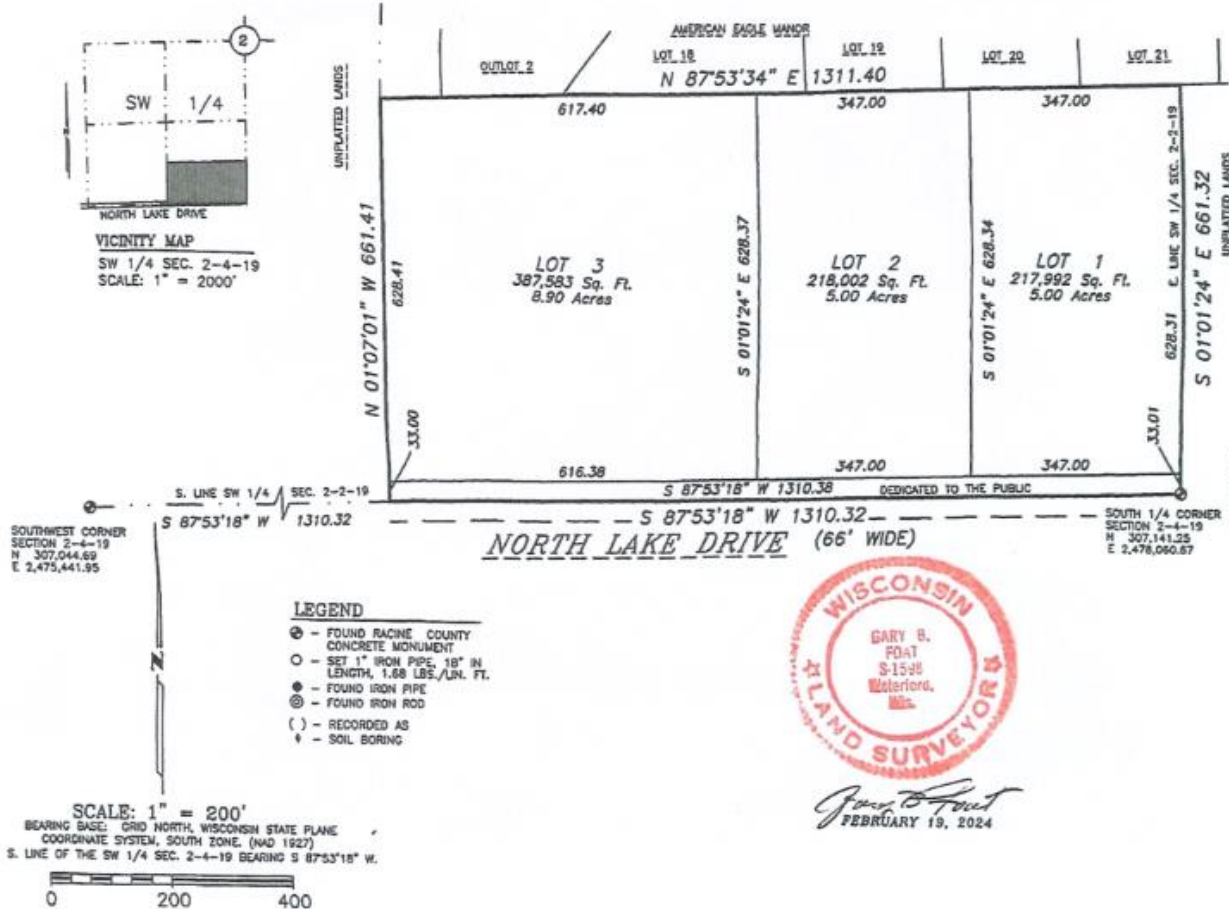 2
SW 1/4
NORTH LAKE DRIVE
VICINITY MAP
SW 1/4 SEC. 2-4-19
SCALE: 1" = 2000'
UNPLATTED LANDS
AMERICAN EAGLE MANOR
OUTLOT 2
LOT 18
LOT 19
LOT 20
LOT 21
N 87°53'34" E 1311.40
617.40
347.00
347.00
N 01°07'01" W 661.41
628.41
LOT 3
387,583 Sq. Ft.
8.90 Acres
S 01°01'24" E 628.37
LOT 2
218,002 Sq. Ft.
5.00 Acres
S 01°01'24" E 628.34
LOT 1
217,992 Sq. Ft.
5.00 Acres
628.31
E. LINE SW 1/4 SEC. 2-2-19
S 01°01'24" E 661.32
UNPLATTED LANDS
33.00
33.01
616.38
347.00
347.00
S 87°53'18" W 1310.38
DEDICATED TO THE PUBLIC
S. LINE SW 1/4 SEC. 2-2-19
S 87°53'18" W 1310.32
S 87°53'18" W 1310.32
NORTH LAKE DRIVE (66' WIDE)
SOUTHWEST CORNER
SECTION 2-4-19
N 307,044.69
E 2,475,441.95
SOUTH 1/4 CORNER
SECTION 2-4-19
N 307,141.25
E 2,478,060.67
LEGEND
– FOUND RACINE COUNTY
CONCRETE MONUMENT
– SET 1" IRON PIPE, 18" IN
LENGTH, 1.68 LBS./LIN. FT.
– FOUND IRON PIPE
– FOUND IRON ROD
( ) – RECORDED AS
– SOIL BORING
N
SCALE: 1" = 200'
BEARING BASE: GRID NORTH, WISCONSIN STATE PLANE
COORDINATE SYSTEM, SOUTH ZONE, (NAD 1927)
S. LINE OF THE SW 1/4 SEC. 2-4-19 BEARING S 87°53'18" W.
0 200 400
WISCONSIN
GARY B.
FOAT
S-1598
Waterford,
Wis.
LAND SURVEYOR
Gary B Foat
FEBRUARY 19, 2024